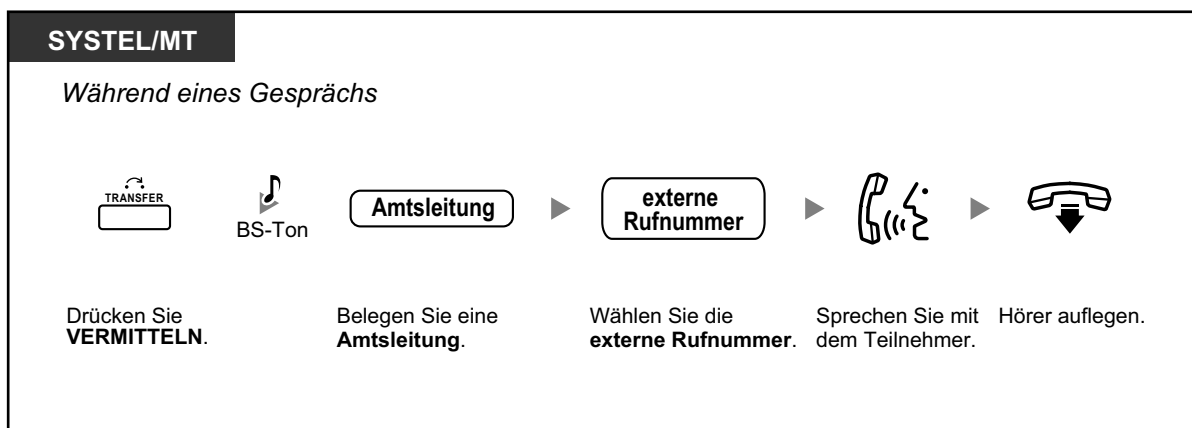 SYSTEL/MT
Während eines Gesprächs
TRANSFER
BS-Ton
Amtsleitung
externe
Rufnummer
Drücken Sie
VERMITTELN.
Belegen Sie eine
Amtsleitung.
Wählen Sie die
externe Rufnummer.
Sprechen Sie mit
dem Teilnehmer.
Hörer auflegen.